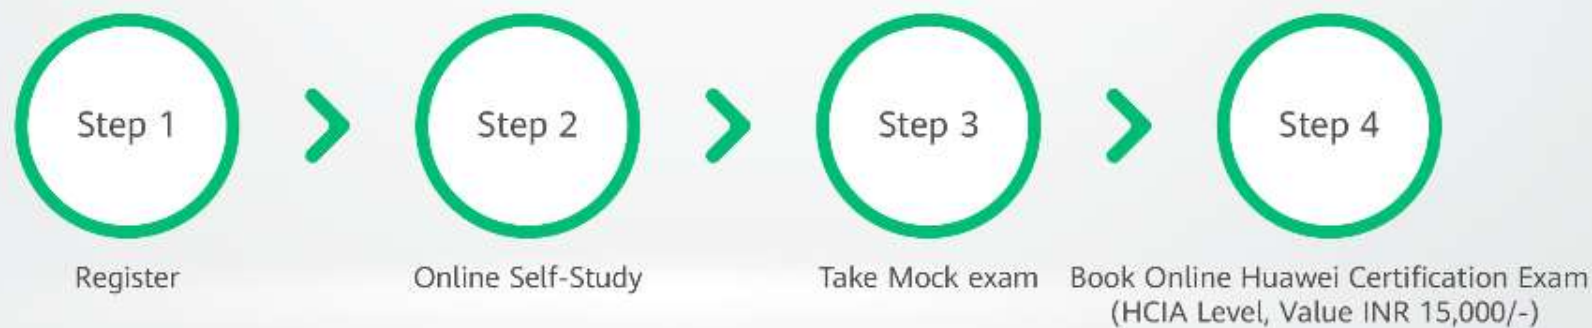 Step 1
Step 2
Step 3
Step 4
Register
Online Self-Study
Take Mock exam
Book Online Huawei Certification Exam
(HCIA Level, Value INR 15,000/-)